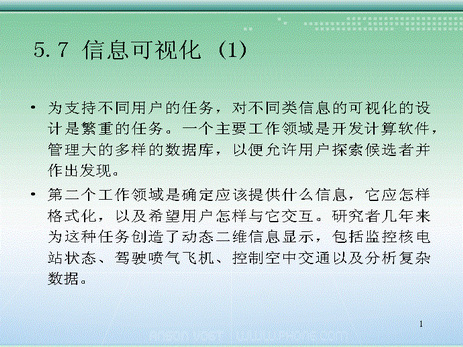 5.7 信息可视化 (1)
• 为支持不同用户的任务，对不同类信息的可视化的设
计是繁重的任务。一个主要工作领域是开发计算软件，
管理大的多样的数据库，以便允许用户探索候选者并
作出发现。
• 第二个工作领域是确定应该提供什么信息，它应怎样
格式化，以及希望用户怎样与它交互。研究者几年来
为这种任务创造了动态二维信息显示，包括监控核电
站状态、驾驶喷气飞机、控制空中交通以及分析复杂
数据。
1